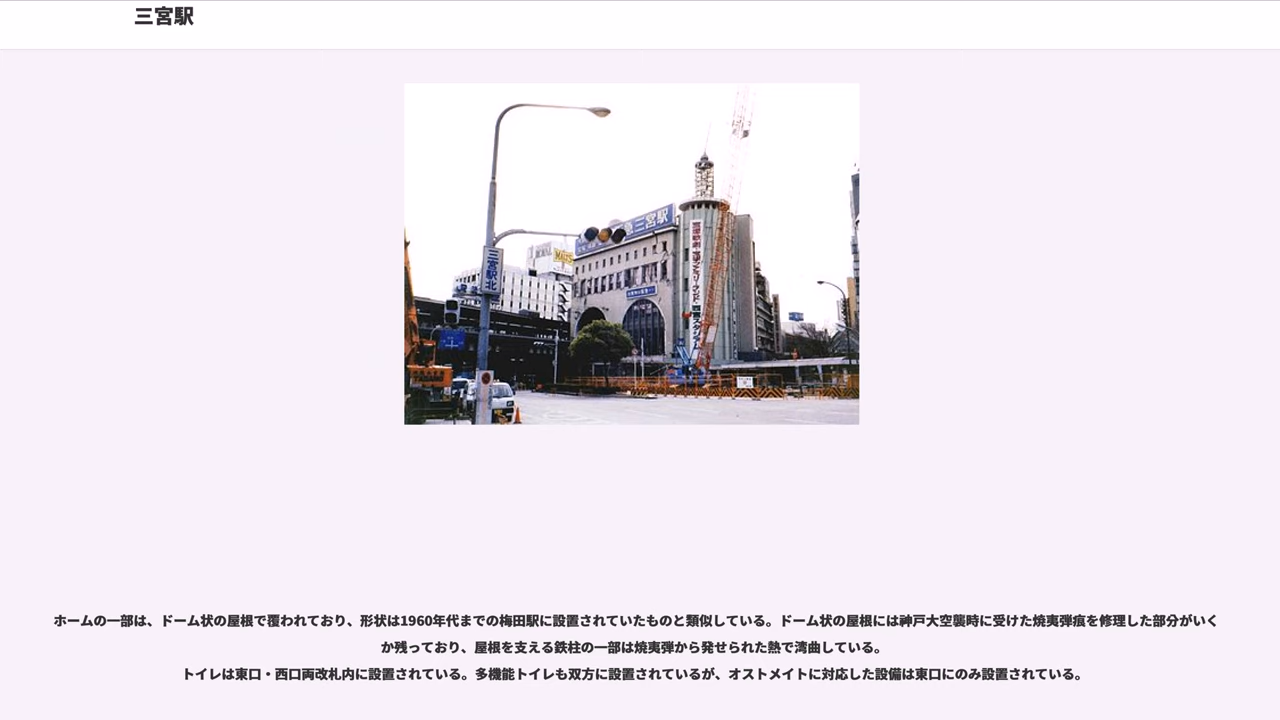 三宮駅
三宮駅
MALTS
三宮駅北
ホームの一部は、ドーム状の屋根で覆われており、形状は1960年代までの梅田駅に設置されていたものと類似している。ドーム状の屋根には神戸大空襲時に受けた焼夷弾痕を修理した部分がいく
か残っており、屋根を支える鉄柱の一部は焼夷弾から発せられた熱で湾曲している。
トイレは東口・西口両改札内に設置されている。多機能トイレも双方に設置されているが、オストメイトに対応した設備は東口にのみ設置されている。